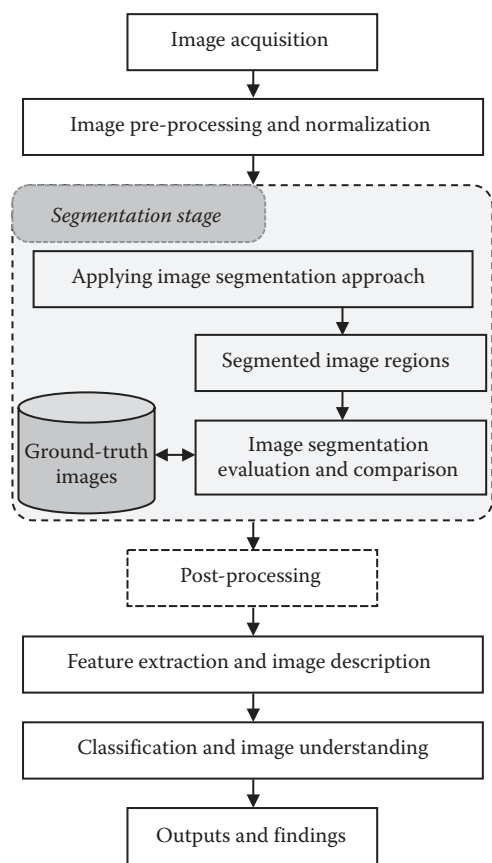 Image acquisition
Image pre-processing and normalization
Segmentation stage
Applying image segmentation approach
Segmented image regions
Ground-truth
images
Image segmentation
evaluation and comparison
Post-processing
Feature extraction and image description
Classification and image understanding
Outputs and findings